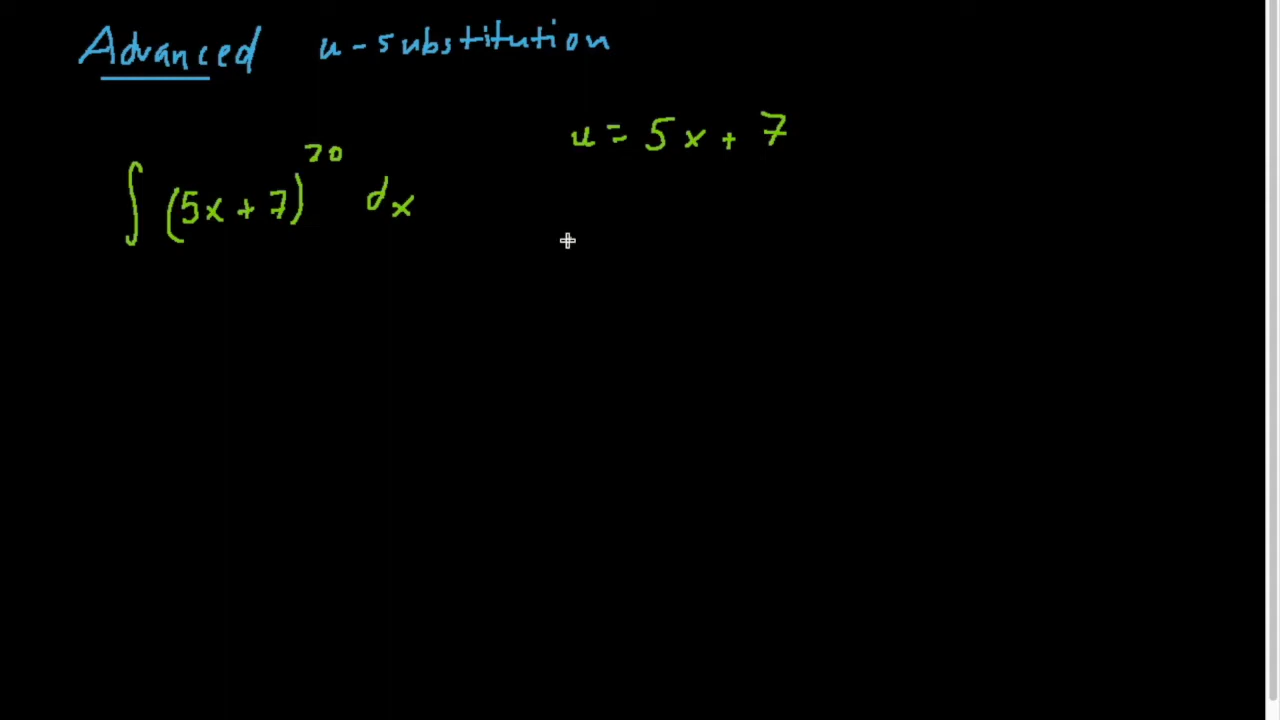 Advanced u-substitution
u = 5x + 7
∫ (5x + 7)^20 dx